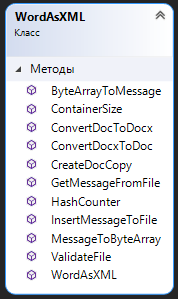 WordAsXML
Класс
Методы
ByteArrayToMessage
ContainerSize
ConvertDocToDocx
ConvertDocxToDoc
CreateDocCopy
GetMessageFromFile
HashCounter
InsertMessageToFile
MessageToByteArray
ValidateFile
WordAsXML